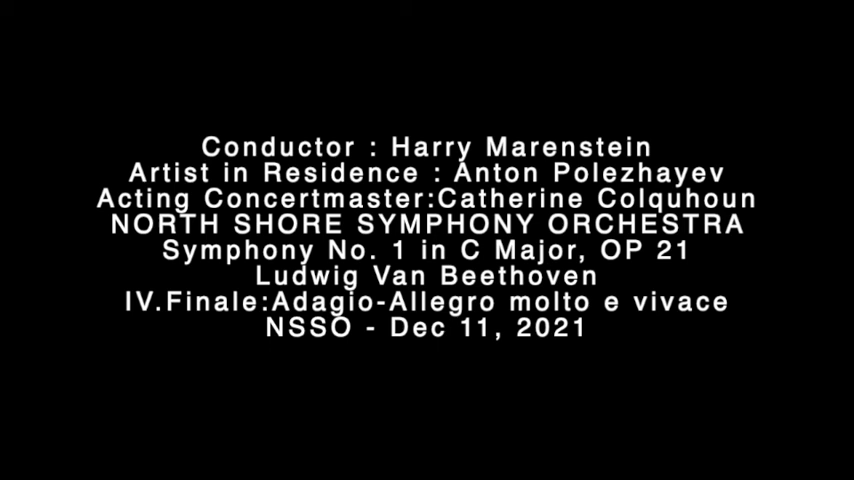 Conductor : Harry Marenstein
Artist in Residence : Anton Polezhayev
Acting Concertmaster:Catherine Colquhoun
NORTH SHORE SYMPHONY ORCHESTRA
Symphony No. 1 in C Major, OP 21
Ludwig Van Beethoven
IV.Finale:Adagio-Allegro molto e vivace
NSSO - Dec 11, 2021